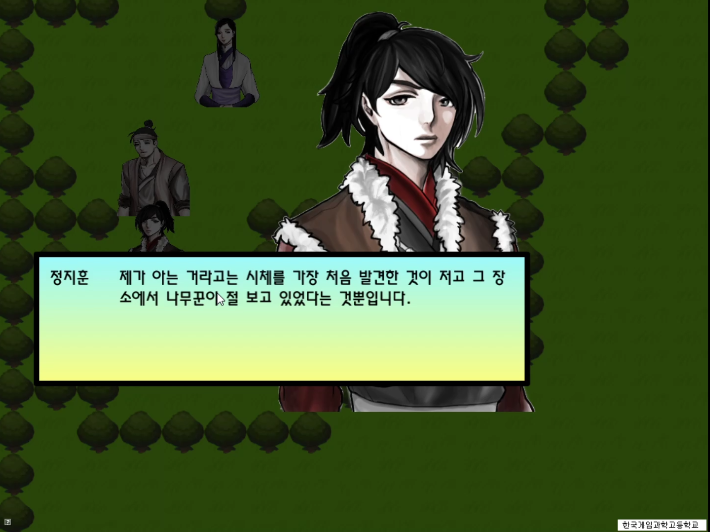 정지훈 제가 아는 거라고는 시체를 가장 처음 발견한 것이 저고 그 장
소에서 나무꾼이 절 보고 있었다는 것뿐입니다.
한국게임과학고등학교